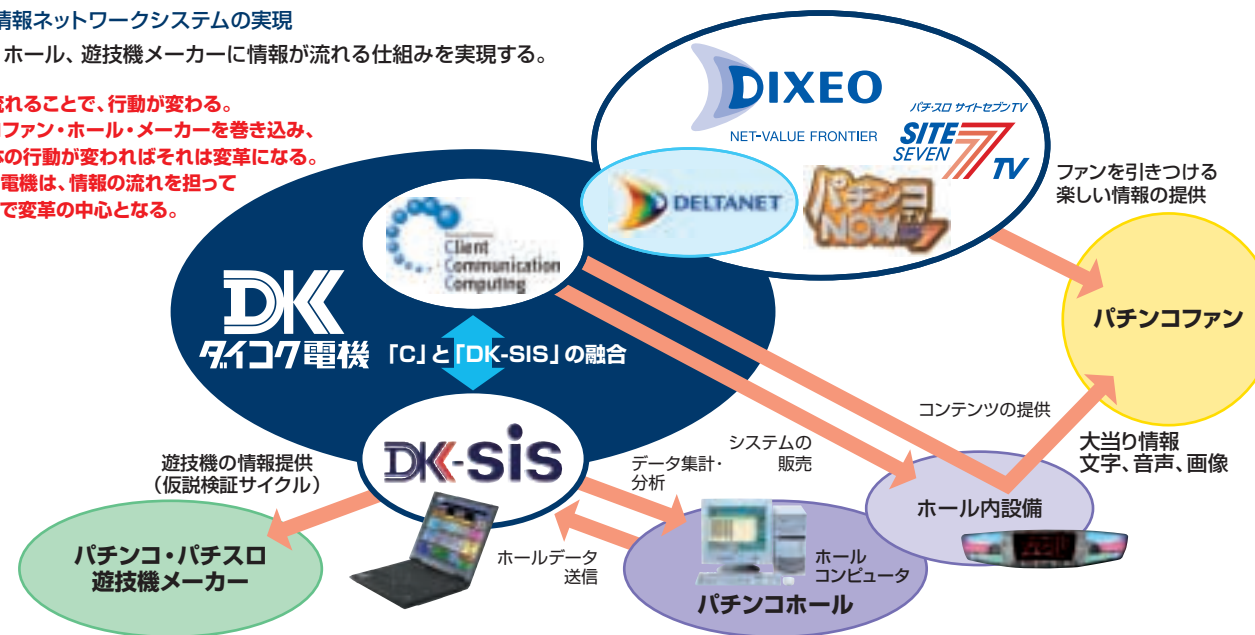 情報ネットワークシステムの実現
ホール、遊技機メーカーに情報が流れる仕組みを実現する。
れることで、行動が変わる。
ファン・ホール・メーカーを巻き込み、
の行動が変わればそれは変革になる。
電機は、情報の流れを担って
で変革の中心となる。
DIXEO
NET-VALUE FRONTIER
パチ・スロ サイトセブンTV
SITE
SEVEN
7
TV
DELTANET
パチンコ
TV
NOW
7
ファンを引きつける
楽しい情報の提供
Client
Communication
Computing
DK
ダイコク電機
「C」と「DK-SIS」の融合
パチンコファン
コンテンツの提供
大当り情報
文字、音声、画像
DK-SIS
遊技機の情報提供
(仮説検証サイクル)
データ集計・
分析
システムの
販売
ホール内設備
パチンコ・パチスロ
遊技機メーカー
ホールデータ
送信
ホール
コンピュータ
パチンコホール